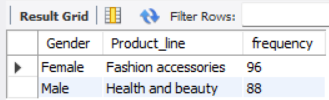 Result Grid Filter Rows:
Gender Product_line frequency
Female Fashion accessories 96
Male Health and beauty 88